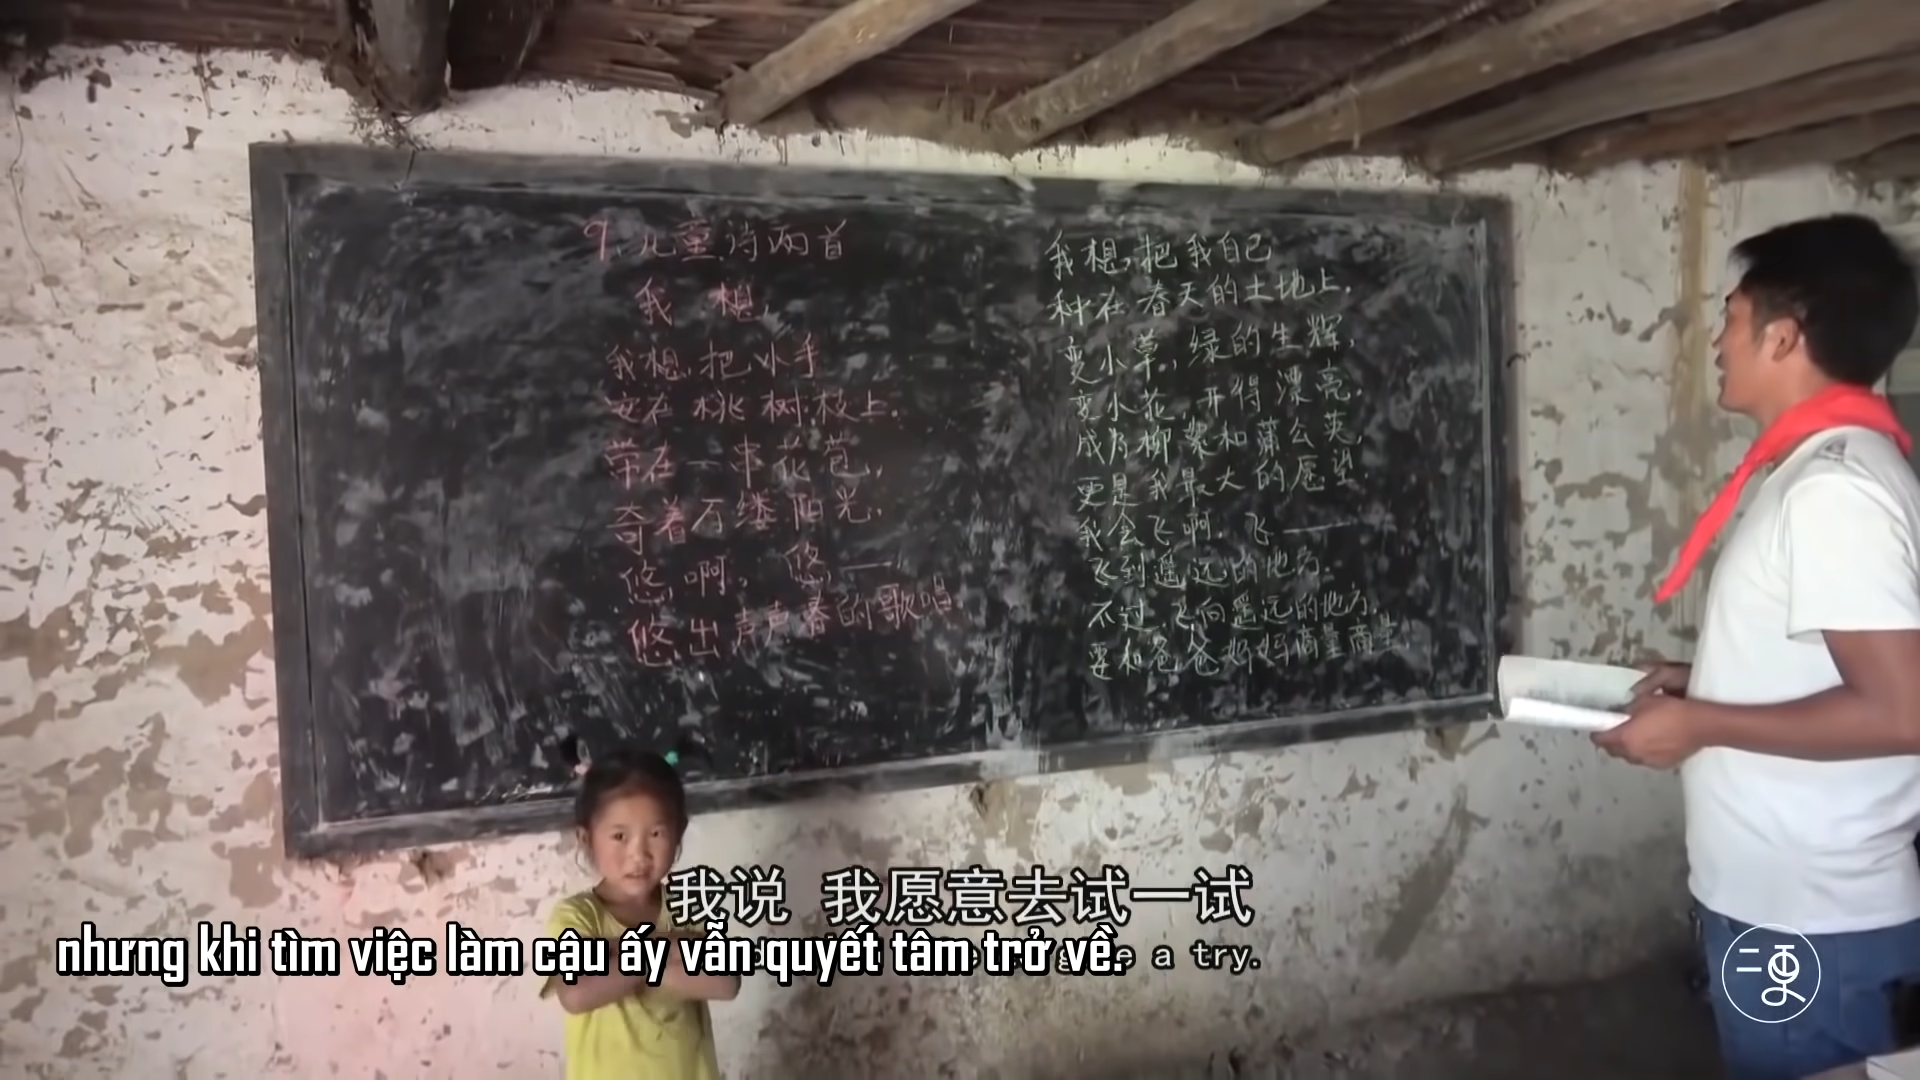 9.儿童诗两首
我 想
我想,把小手
安在桃树枝上.
带在一串花苞,
奇着万缕阳光,
悠啊,悠——
悠出声声春的歌唱
我想,把我自己
种在春天的土地上.
变小草,绿的生辉,
变小花,开得漂亮.
成为柳絮和蒲公英,
更是我最大的愿望.
我会飞啊.飞——
飞到遥远的地方.
不过,飞向遥远的地方,
要和爸爸妈妈商量商量.
我说 我愿意去试一试
nhưng khi tìm việc làm cậu ấy vẫn quyết tâm trở về.
a try.
二更